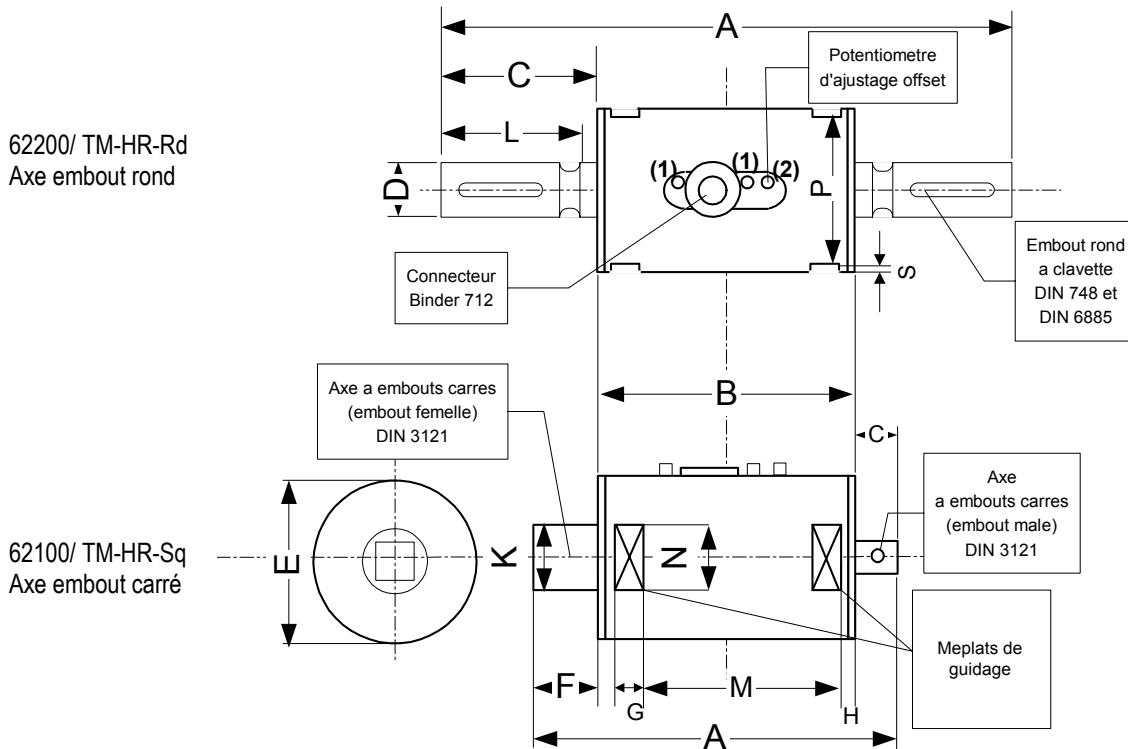 A
C
Potentiometre
d'ajustage offset
L
62200/ TM-HR-Rd
Axe embout rond
D
(1)
(1)
(2)
P
S
Connecteur
Binder 712
Embout rond
a clavette
DIN 748 et
DIN 6885
Axe a embouts carres
(embout femelle)
DIN 3121
B
C
Axe
a embouts carres
(embout male)
DIN 3121
62100/ TM-HR-Sq
Axe embout carré
E
K
N
Meplats de
guidage
F
G
M
H
A